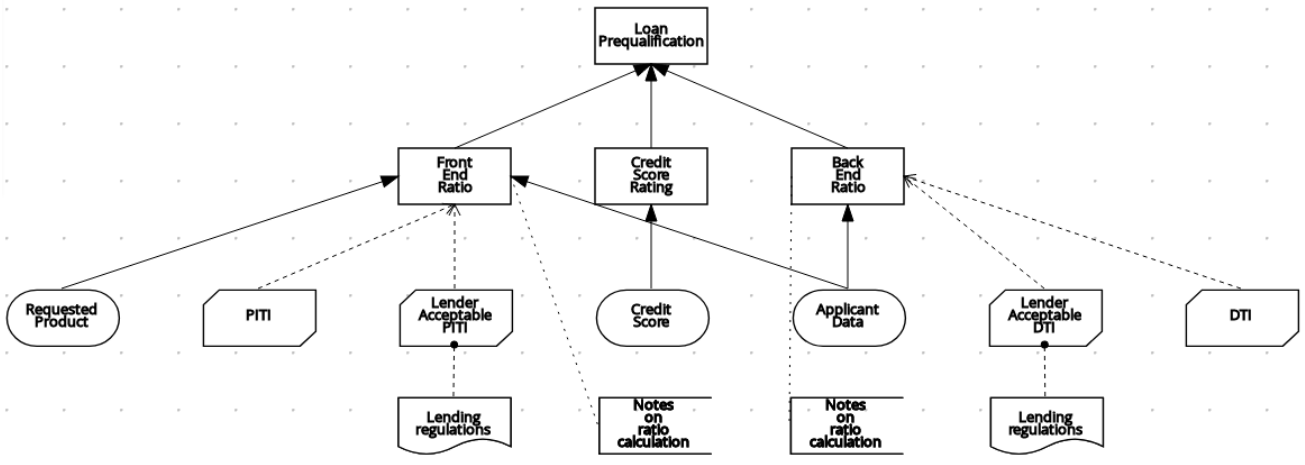 Loan
Prequalification
Front
End
Ratio
Credit
Score
Rating
Back
End
Ratio
Requested
Product
PITI
Lender
Acceptable
PITI
Credit
Score
Applicant
Data
Lender
Acceptable
DTI
DTI
Lending
regulations
Notes
on
ratio
calculation
Notes
on
ratio
calculation
Lending
regulations